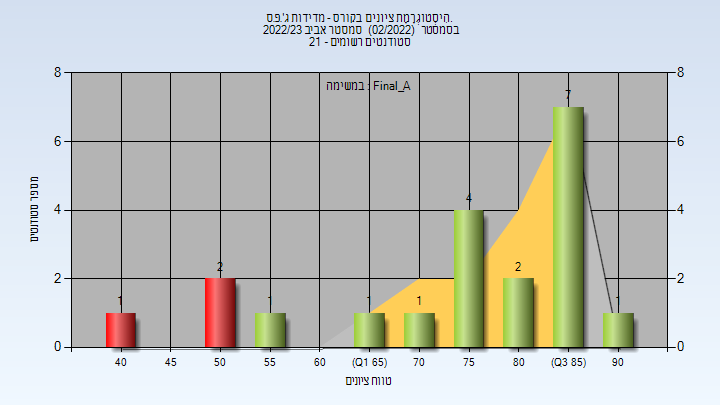 היסטוגרמת ציונים בקורס - מדידות ג'.פ.ס.
בסמסטר (02/2022) סמסטר אביב 2022/23
סטודנטים רשומים - 21
במשימה : Final_A
מספר סטודנטים
8 8
6 6
4 4
2 2
0 0
1 2 1 1 1 4 2 7 1
40 45 50 55 60 (Q1 65) 70 75 80 (Q3 85) 90
טווח ציונים